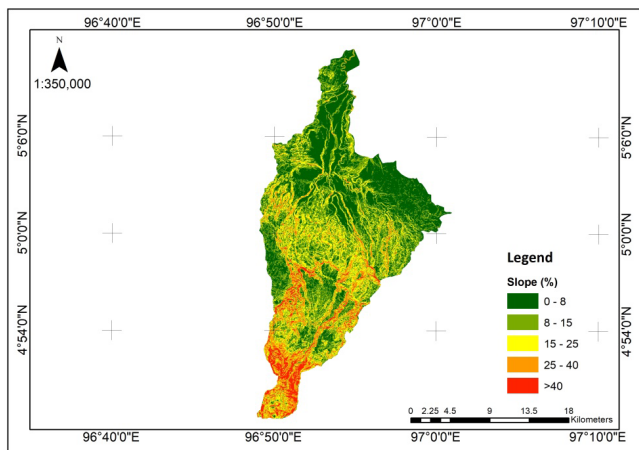 96°40'0"E 96°50'0"E 97°0'0"E 97°10'0"E
N
1:350,000
5°6'0"N 5°6'0"N
5°0'0"N 5°0'0"N
4°54'0"N 4°54'0"N
Legend
Slope (%)
0 - 8
8 - 15
15 - 25
25 - 40
>40
0 2.25 4.5 9 13.5 18
Kilometers
96°40'0"E 96°50'0"E 97°0'0"E 97°10'0"E